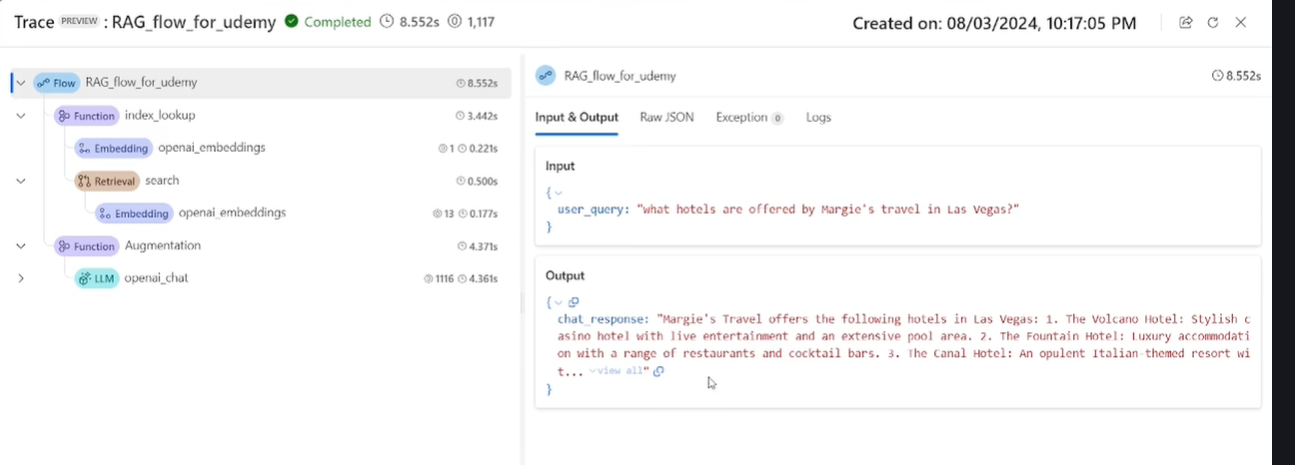 Trace PREVIEW : RAG_flow_for_udemy Completed 8.552s 1,117 Created on: 08/03/2024, 10:17:05 PM
Flow RAG_flow_for_udemy 8.552s
Function index_lookup 3.442s
Embedding openai_embeddings 1 0.221s
Retrieval search 0.500s
Embedding openai_embeddings 13 0.177s
Function Augmentation 4.371s
LLM openai_chat 1116 4.361s
RAG_flow_for_udemy 8.552s
Input & Output Raw JSON Exception 0 Logs
Input
{
user_query: "what hotels are offered by Margie's travel in Las Vegas?"
}
Output
{
chat_response: "Margie's Travel offers the following hotels in Las Vegas: 1. The Volcano Hotel: Stylish c
asino hotel with live entertainment and an extensive pool area. 2. The Fountain Hotel: Luxury accommodati
on with a range of restaurants and cocktail bars. 3. The Canal Hotel: An opulent Italian-themed resort wi
t... view all"
}